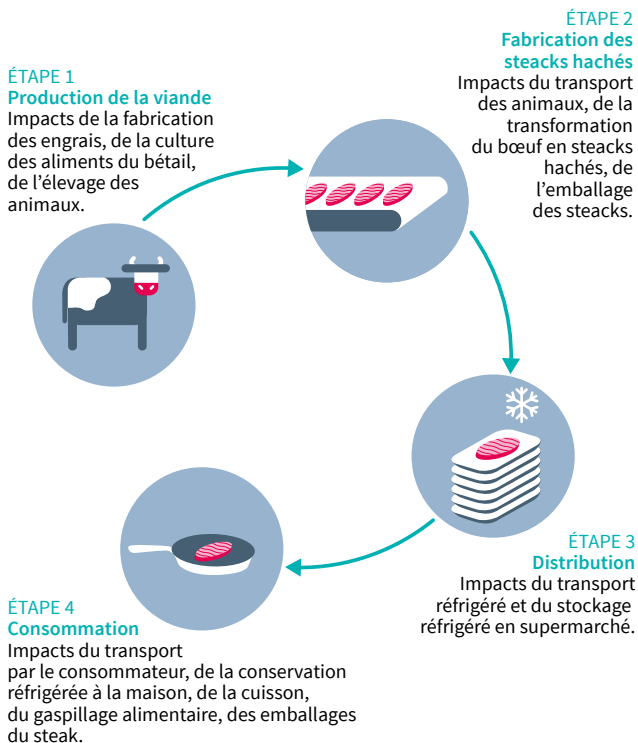 ÉTAPE 1
Production de la viande
Impacts de la fabrication
des engrais, de la culture
des aliments du bétail,
de l'élevage des
animaux.
ÉTAPE 2
Fabrication des
steacks hachés
Impacts du transport
des animaux, de la
transformation
du bœuf en steacks
hachés, de
l'emballage
des steacks.
ÉTAPE 3
Distribution
Impacts du transport
réfrigéré et du stockage
réfrigéré en supermarché.
ÉTAPE 4
Consommation
Impacts du transport
par le consommateur, de la conservation
réfrigérée à la maison, de la cuisson,
du gaspillage alimentaire, des emballages
du steak.